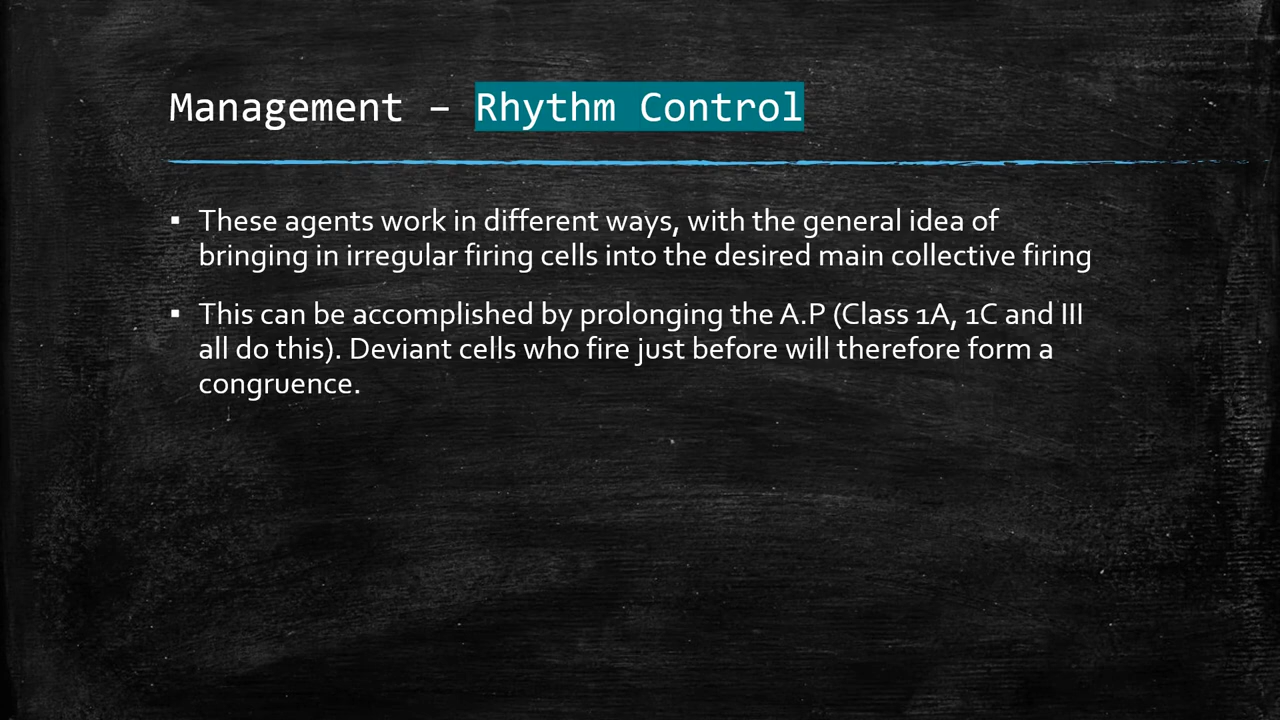 Management – Rhythm Control
▪ These agents work in different ways, with the general idea of
bringing in irregular firing cells into the desired main collective firing
▪ This can be accomplished by prolonging the A.P (Class 1A, 1C and III
all do this). Deviant cells who fire just before will therefore form a
congruence.